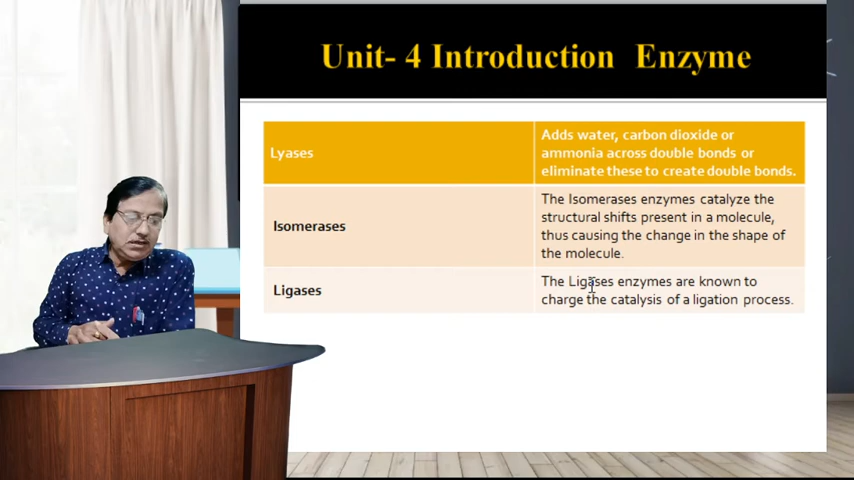 Unit- 4 Introduction Enzyme
Lyases
Adds water, carbon dioxide or
ammonia across double bonds or
eliminate these to create double bonds.
Isomerases
The Isomerases enzymes catalyze the
structural shifts present in a molecule,
thus causing the change in the shape of
the molecule.
Ligases
The Ligases enzymes are known to
charge the catalysis of a ligation process.